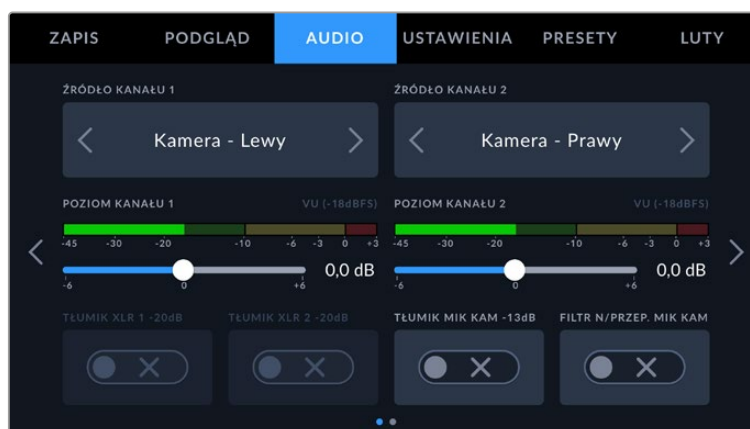 ZAPIS PODGLĄD AUDIO USTAWIENIA PRESETY LUTY
ŹRÓDŁO KANAŁU 1 ŹRÓDŁO KANAŁU 2
Kamera - Lewy Kamera - Prawy
POZIOM KANAŁU 1 VU (-18dBFS) POZIOM KANAŁU 2 VU (-18dBFS)
-45 -30 -20 -10 -6 -3 0 +3 -45 -30 -20 -10 -6 -3 0 +3
0,0 dB 0,0 dB
-6 0 +6 -6 0 +6
TŁUMIK XLR 1 -20dB TŁUMIK XLR 2 -20dB TŁUMIK MIK KAM -13dB FILTR N/PRZEP. MIK KAM